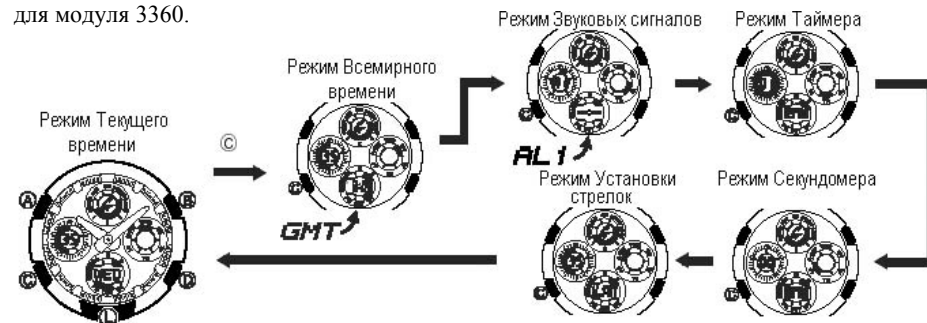 для модуля 3360.
Режим Звуковых сигналов
Режим Таймера
Режим Всемирного
времени
Режим Текущего
времени
C
C
C
C
AL 1
GMT
Режим Установки
стрелок
Режим Секундомера
A
B
C
D
L
C
C